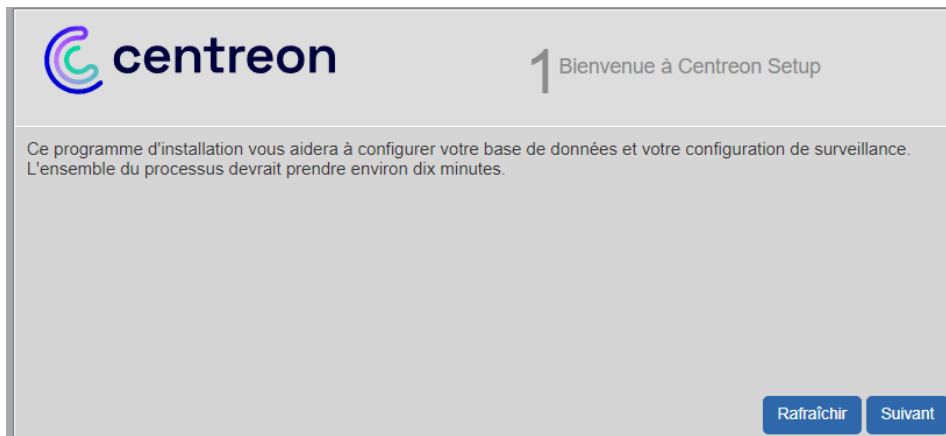 centreon
1 Bienvenue à Centreon Setup
Ce programme d'installation vous aidera à configurer votre base de données et votre configuration de surveillance.
L'ensemble du processus devrait prendre environ dix minutes.
Rafraîchir Suivant